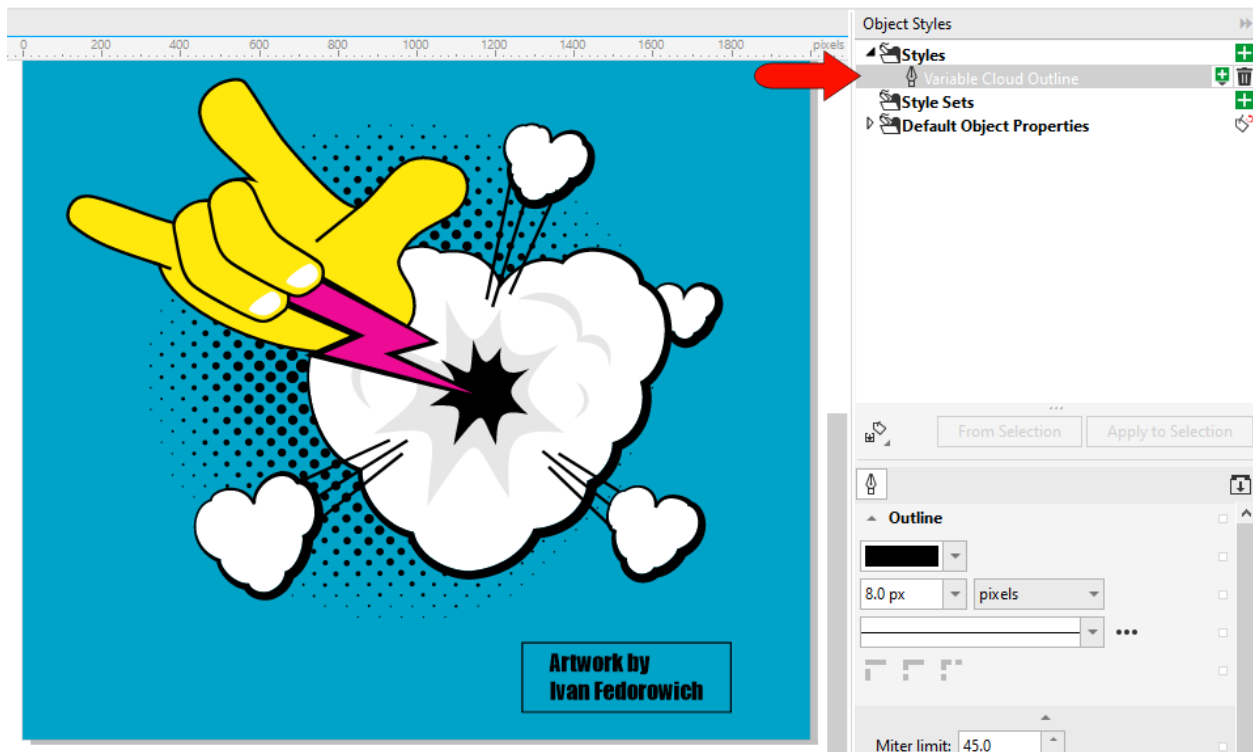 Object Styles
0 200 400 600 800 1000 1200 1400 1600 1800 pixels
Styles
Variable Cloud Outline
Style Sets
Default Object Properties
From Selection Apply to Selection
Outline
8.0 px pixels
Artwork by
Ivan Fedorowich
Miter limit: 45.0